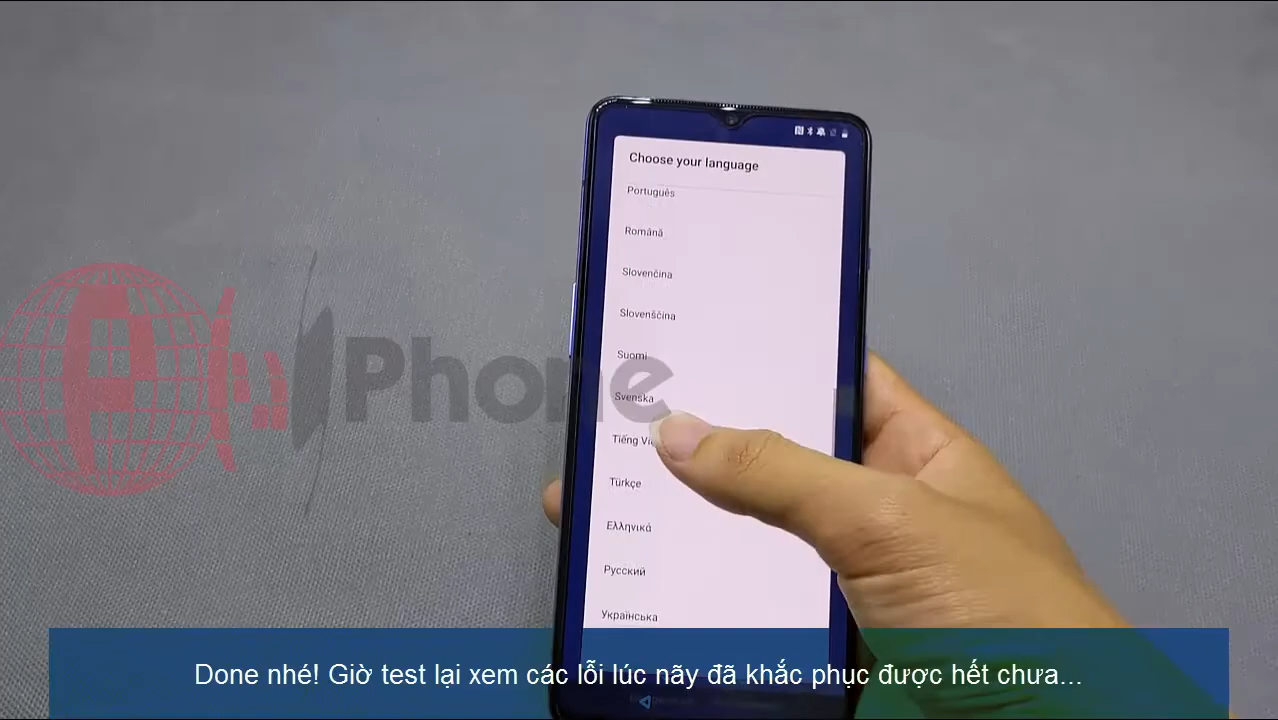 Choose your language
Português
Română
Slovenčina
Slovenščina
Suomi
Svenska
Tiếng
Türkçe
Ελληνικά
Русский
Українська
Phone
Done nhé! Giờ test lại xem các lỗi lúc nãy đã khắc phục được hết chưa...